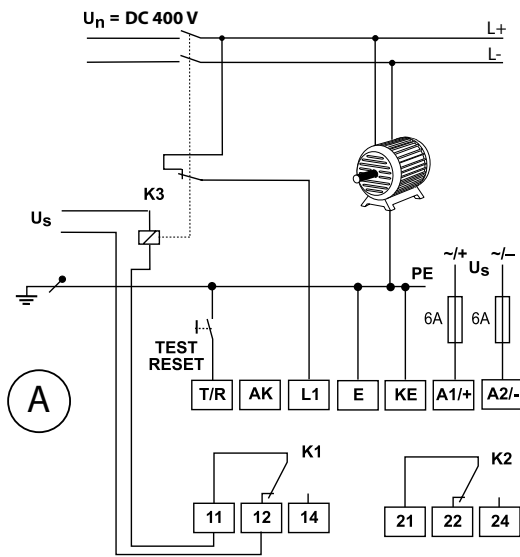 Un = DC 400 V
L+
L-
K3
Us
~/+ Us ~/–
PE
6A 6A
TEST
RESET
A
T/R AK L1 E KE A1/+ A2/-
K1 K2
11 12 14 21 22 24